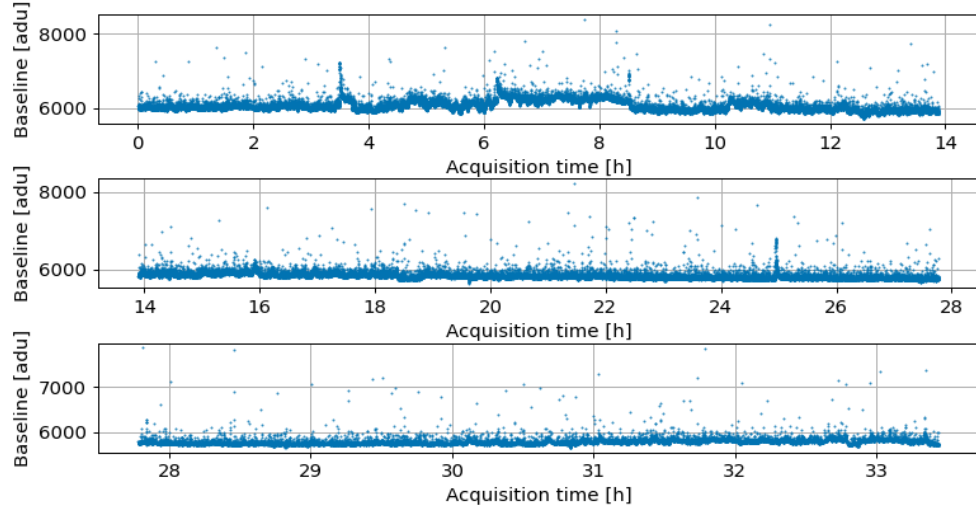 8000
6000
Baseline [adu]
0 2 4 6 8 10 12 14
Acquisition time [h]
8000
6000
Baseline [adu]
14 16 18 20 22 24 26 28
Acquisition time [h]
7000
6000
Baseline [adu]
28 29 30 31 32 33
Acquisition time [h]